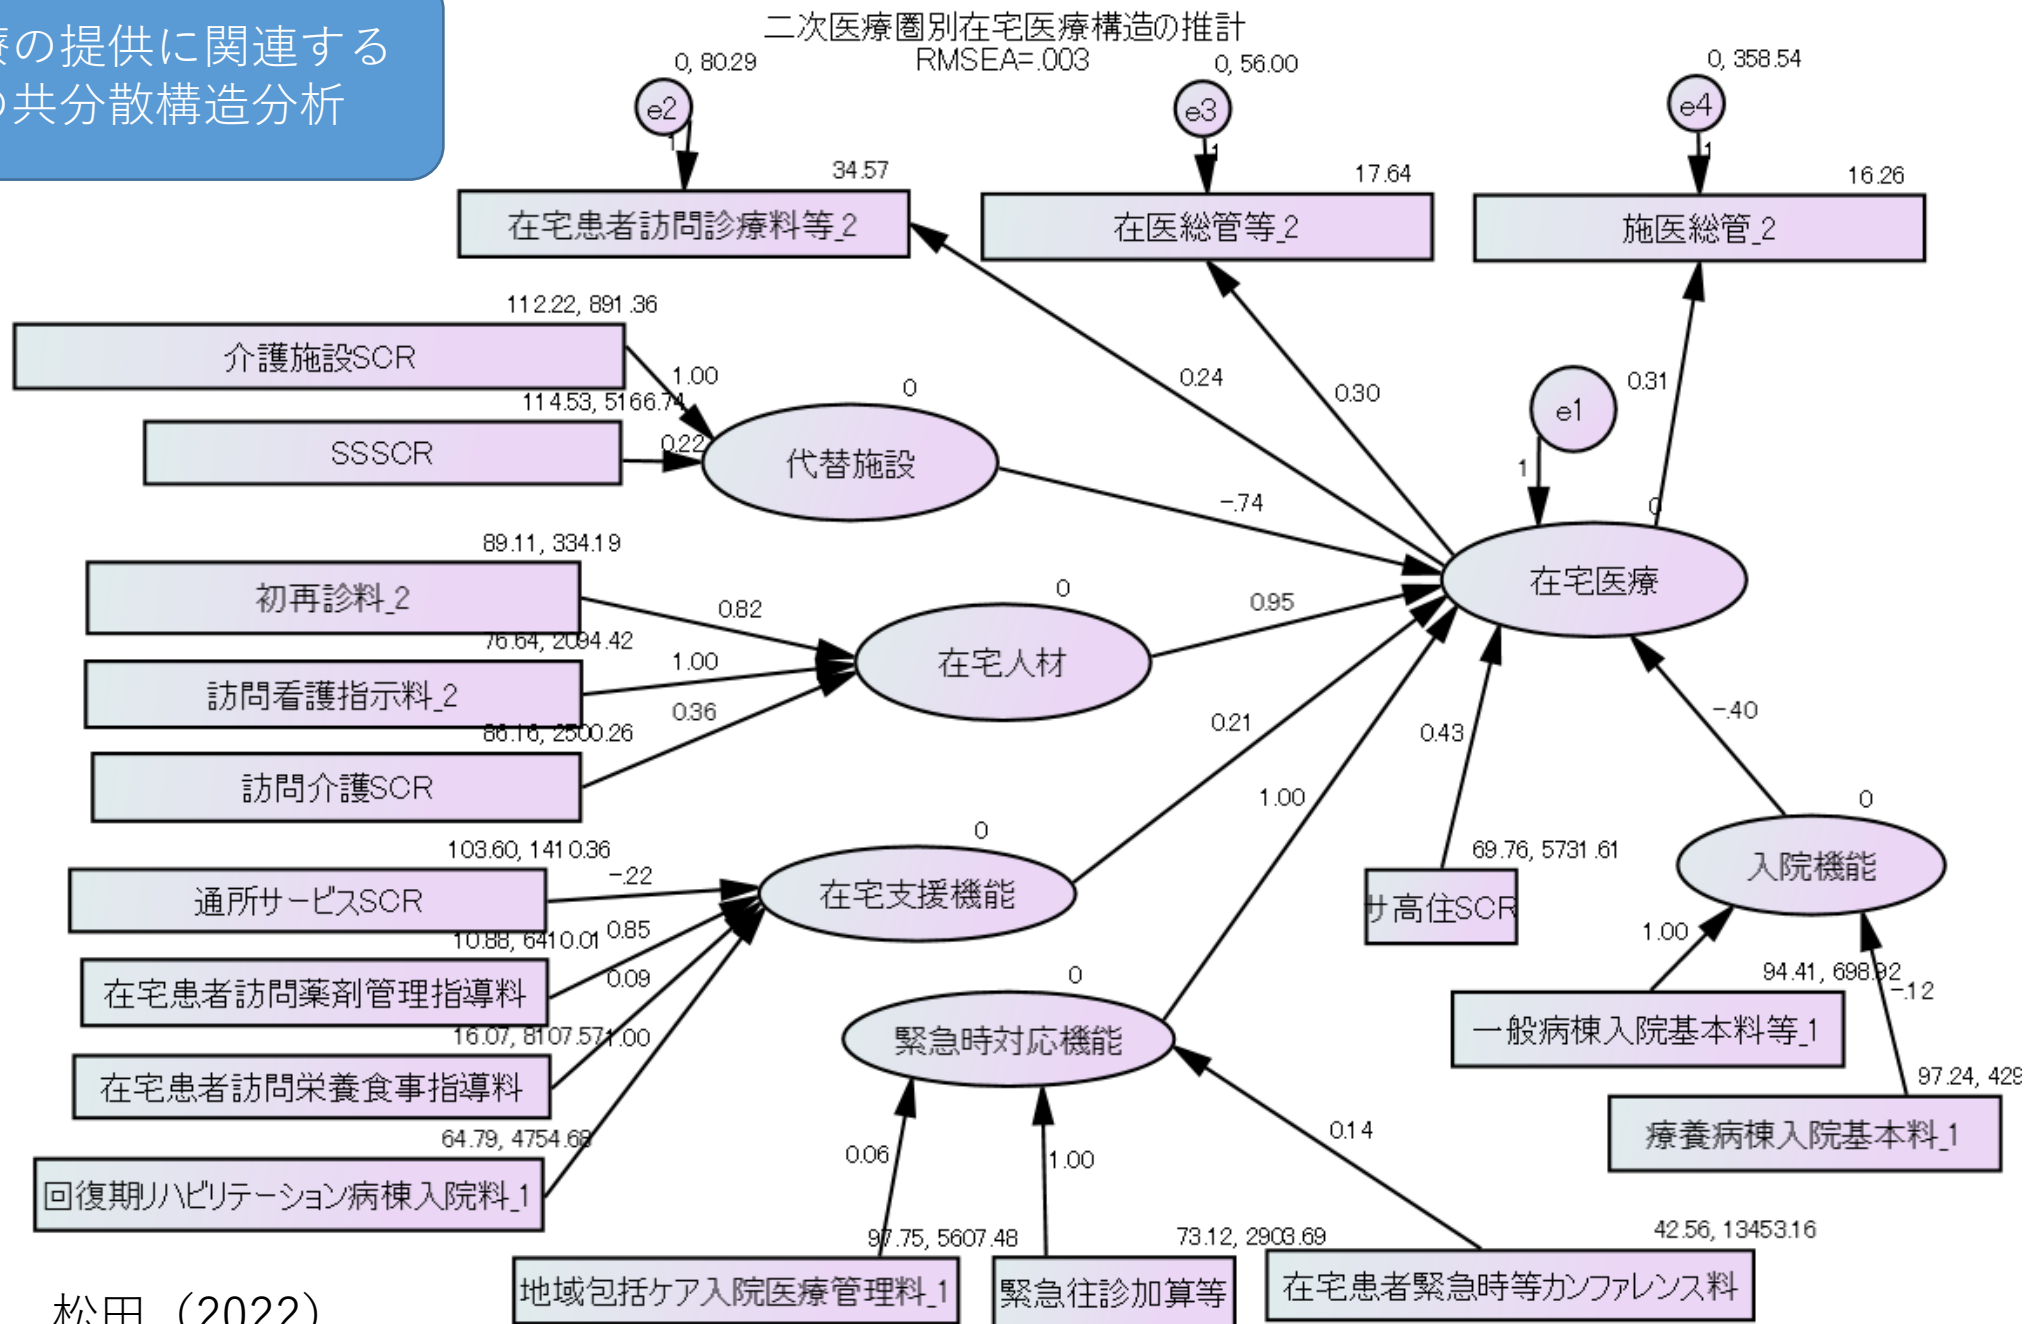 療の提供に関連する
の共分散構造分析
二次医療圏別在宅医療構造の推計
RMSEA=.003
0, 80.29
0, 56.00
0, 358.54
e2
e3
e4
1
1
1
34.57
17.64
16.26
在宅患者訪問診療料等_2
在医総管等_2
施医総管_2
112.22, 891.36
介護施設SCR
1.00
0
0.24
0.30
0.31
e1
114.53, 5166.74
SSSCR
0.22
代替施設
1
-.74
0
89.11, 334.19
初再診料_2
0.82
0
0.95
在宅医療
76.64, 2094.42
訪問看護指示料_2
1.00
在宅人材
86.16, 2500.26
0.36
訪問介護SCR
0.21
0.43
-.40
1.00
0
103.60, 1410.36
通所サービスSCR
-.22
0
在宅支援機能
69.76, 5731.61
サ高住SCR
入院機能
10.88, 6410.01
0.85
在宅患者訪問薬剤管理指導料
0.09
0
1.00
94.41, 698.92
-.12
16.07, 8107.57
1.00
緊急時対応機能
一般病棟入院基本料等_1
在宅患者訪問栄養食事指導料
97.24, 429
療養病棟入院基本料_1
64.79, 4754.68
0.06
1.00
0.14
回復期リハビリテーション病棟入院料_1
97.75, 5607.48
73.12, 2903.69
42.56, 13453.16
地域包括ケア入院医療管理料_1
緊急往診加算等
在宅患者緊急時等カンファレンス料
松田（2022）